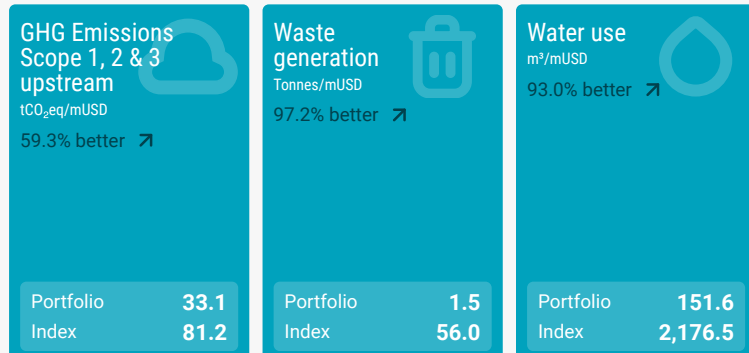 GHG Emissions
Scope 1, 2 & 3
upstream
tCO₂eq/mUSD
59.3% better
Portfolio 33.1
Index 81.2
Waste
generation
Tonnes/mUSD
97.2% better
Portfolio 1.5
Index 56.0
Water use
m³/mUSD
93.0% better
Portfolio 151.6
Index 2,176.5